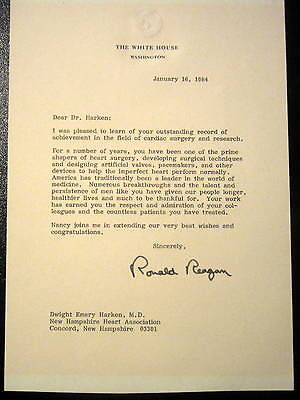 THE WHITE HOUSE
WASHINGTON
January 16, 1984
Dear Dr. Harken:
I was pleased to learn of your outstanding record of
achievement in the field of cardiac surgery and research.
For a number of years, you have been one of the prime
shapers of heart surgery, developing surgical techniques
and designing artificial valves, pacemakers, and other
devices to help the imperfect heart perform normally.
America has traditionally been a leader in the world of
medicine. Numerous breakthroughs and the talent and
persistence of men like you have given our people longer,
healthier lives and much to be thankful for. Your work
has earned you the respect and admiration of your col-
leagues and the countless patients you have treated.
Nancy joins me in extending our very best wishes and
congratulations.
Sincerely,
Ronald Reagan
Dwight Emery Harken, M.D.
New Hampshire Heart Association
Concord, New Hampshire 03301